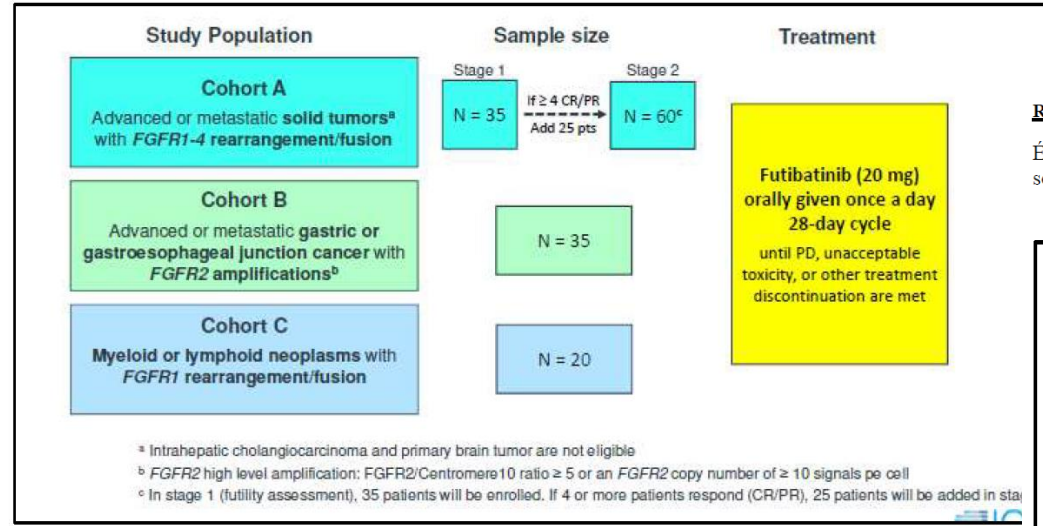 Study Population
Sample size
Treatment
Cohort A
Advanced or metastatic solid tumorsᵃ
with FGFR1-4 rearrangement/fusion
Stage 1
N = 35
If ≥ 4 CR/PR
Add 25 pts
Stage 2
N = 60ᶜ
Cohort B
Advanced or metastatic gastric or
gastroesophageal junction cancer with
FGFR2 amplificationsᵇ
N = 35
Cohort C
Myeloid or lymphoid neoplasms with
FGFR1 rearrangement/fusion
N = 20
Futibatinib (20 mg)
orally given once a day
28-day cycle
until PD, unacceptable
toxicity, or other treatment
discontinuation are met
ᵃ Intrahepatic cholangiocarcinoma and primary brain tumor are not eligible
ᵇ FGFR2 high level amplification: FGFR2/Centromere10 ratio ≥ 5 or an FGFR2 copy number of ≥ 10 signals pe cell
ᶜ In stage 1 (futility assessment), 35 patients will be enrolled. If 4 or more patients respond (CR/PR), 25 patients will be added in